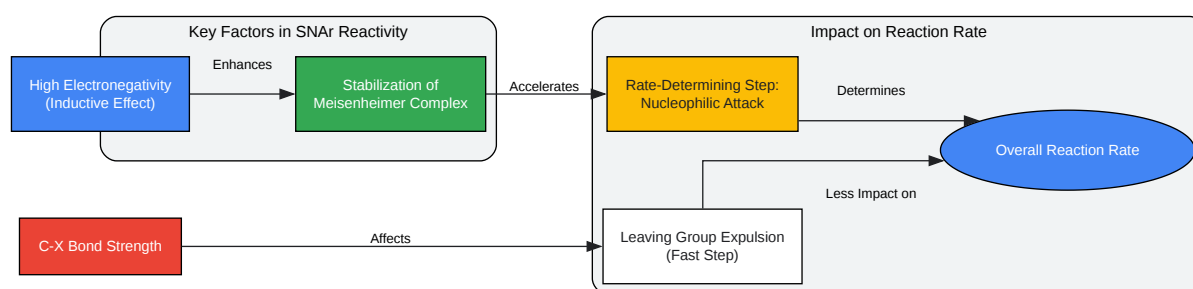 Key Factors in SNAr Reactivity
Impact on Reaction Rate
High Electronegativity
(Inductive Effect)
Enhances
Stabilization of
Meisenheimer Complex
Accelerates
Rate-Determining Step:
Nucleophilic Attack
Determines
Overall Reaction Rate
Less Impact on
C-X Bond Strength
Affects
Leaving Group Expulsion
(Fast Step)